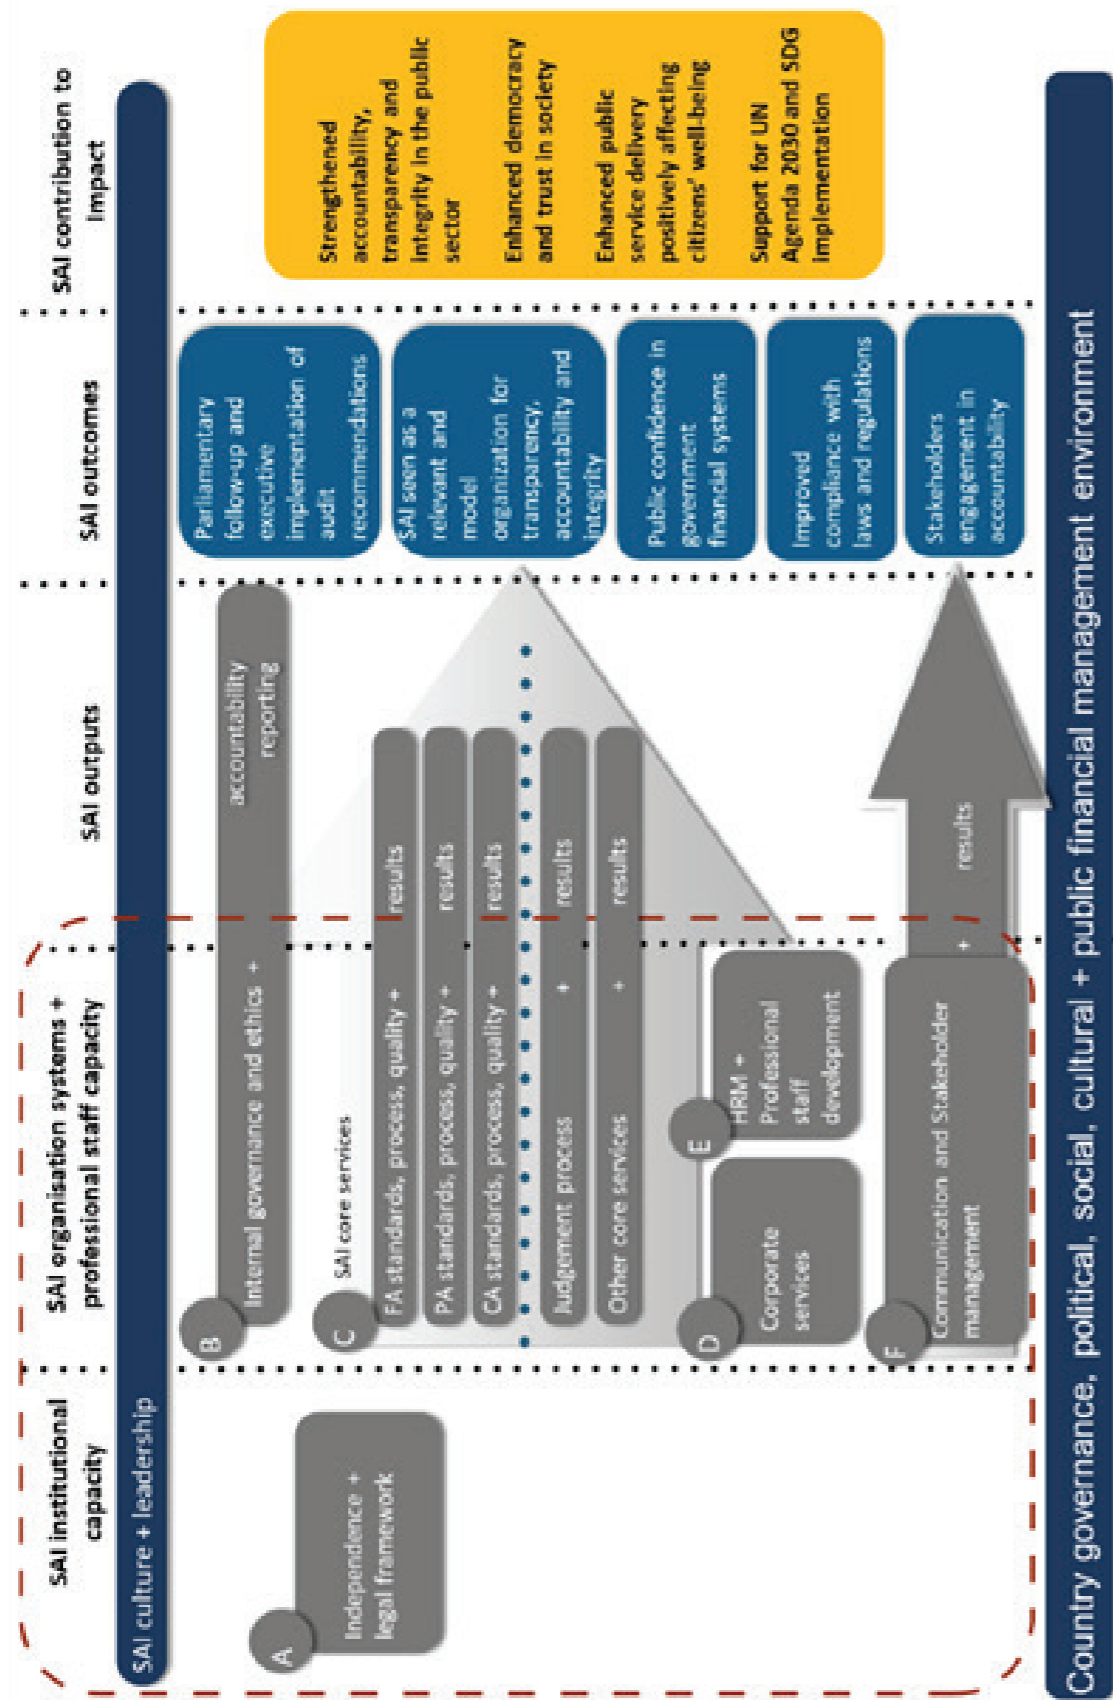 SAI institutional
capacity
SAI organisation systems +
professional staff capacity
SAI outputs
SAI outcomes
SAI contribution to
Impact
SAI culture + leadership
A
Independence +
legal framework
B
Internal governance and ethics +
accountability
reporting
C
SAI core services
FA standards, process, quality + results
PA standards, process, quality + results
CA standards, process, quality + results
Judgement process + results
Other core services + results
D
Corporate
services
E
HRM +
Professional
staff
development
F
Communication and Stakeholder
management
+ results
Parliamentary
follow-up and
executive
implementation of
audit
recommendations
SAI seen as a
relevant and
model
organization for
transparency,
accountability and
integrity
Public confidence in
government
financial systems
Improved
compliance with
laws and regulations
Stakeholders
engagement in
accountability
Strengthened
accountability,
transparency and
integrity in the public
sector
Enhanced democracy
and trust in society
Enhanced public
service delivery
positively affecting
citizens' well-being
Support for UN
Agenda 2030 and SDG
implementation
Country governance, political, social, cultural + public financial management environment